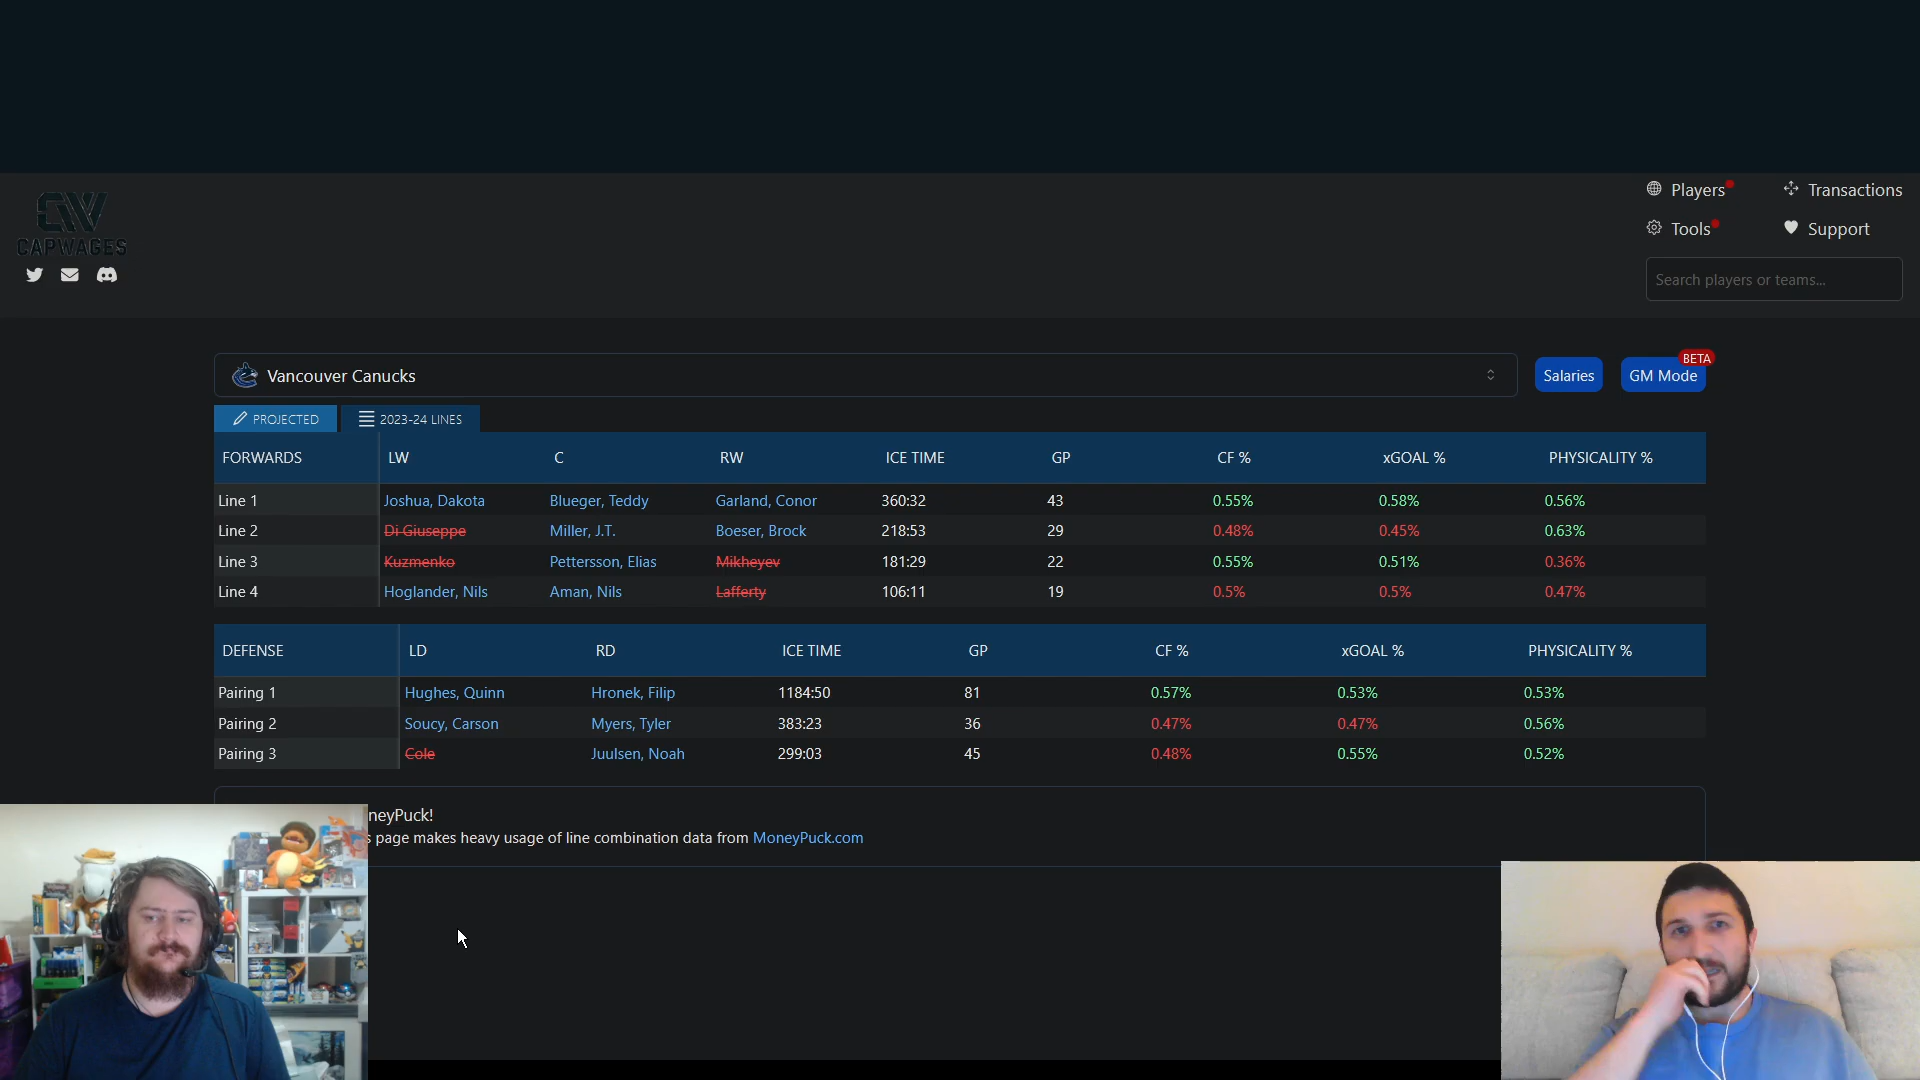 CW
CAPWAGES
Players
Transactions
Tools
Support
Search players or teams...
Vancouver Canucks
Salaries
GM Mode
BETA
PROJECTED
2023-24 LINES
FORWARDS LW C RW ICE TIME GP CF % xGOAL % PHYSICALITY %
Line 1 Joshua, Dakota Blueger, Teddy Garland, Conor 360:32 43 0.55% 0.58% 0.56%
Line 2 Di Giuseppe Miller, J.T. Boeser, Brock 218:53 29 0.48% 0.45% 0.63%
Line 3 Kuzmenko Pettersson, Elias Mikheyev 181:29 22 0.55% 0.51% 0.36%
Line 4 Hoglander, Nils Aman, Nils Lafferty 106:11 19 0.5% 0.5% 0.47%
DEFENSE LD RD ICE TIME GP CF % xGOAL % PHYSICALITY %
Pairing 1 Hughes, Quinn Hronek, Filip 1184:50 81 0.57% 0.53% 0.53%
Pairing 2 Soucy, Carson Myers, Tyler 383:23 36 0.47% 0.47% 0.56%
Pairing 3 Cole Juulsen, Noah 299:03 45 0.48% 0.55% 0.52%
neyPuck!
s page makes heavy usage of line combination data from MoneyPuck.com